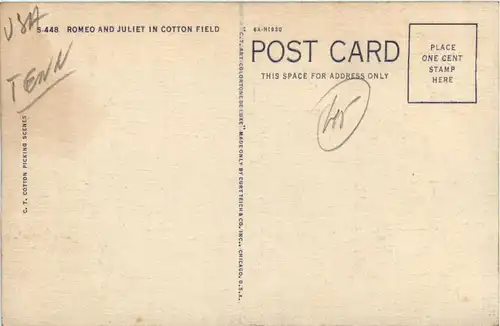 USA
TENN
S-448 ROMEO AND JULIET IN COTTON FIELD
C. T. COTTON PICKING SCENES
"C. T. ART-COLORTONE DE LUXE" MADE ONLY BY CURT TEICH & CO., INC., CHICAGO, U.S.A.
6A-H1830
POST CARD
THIS SPACE FOR ADDRESS ONLY
PLACE
ONE CENT
STAMP
HERE